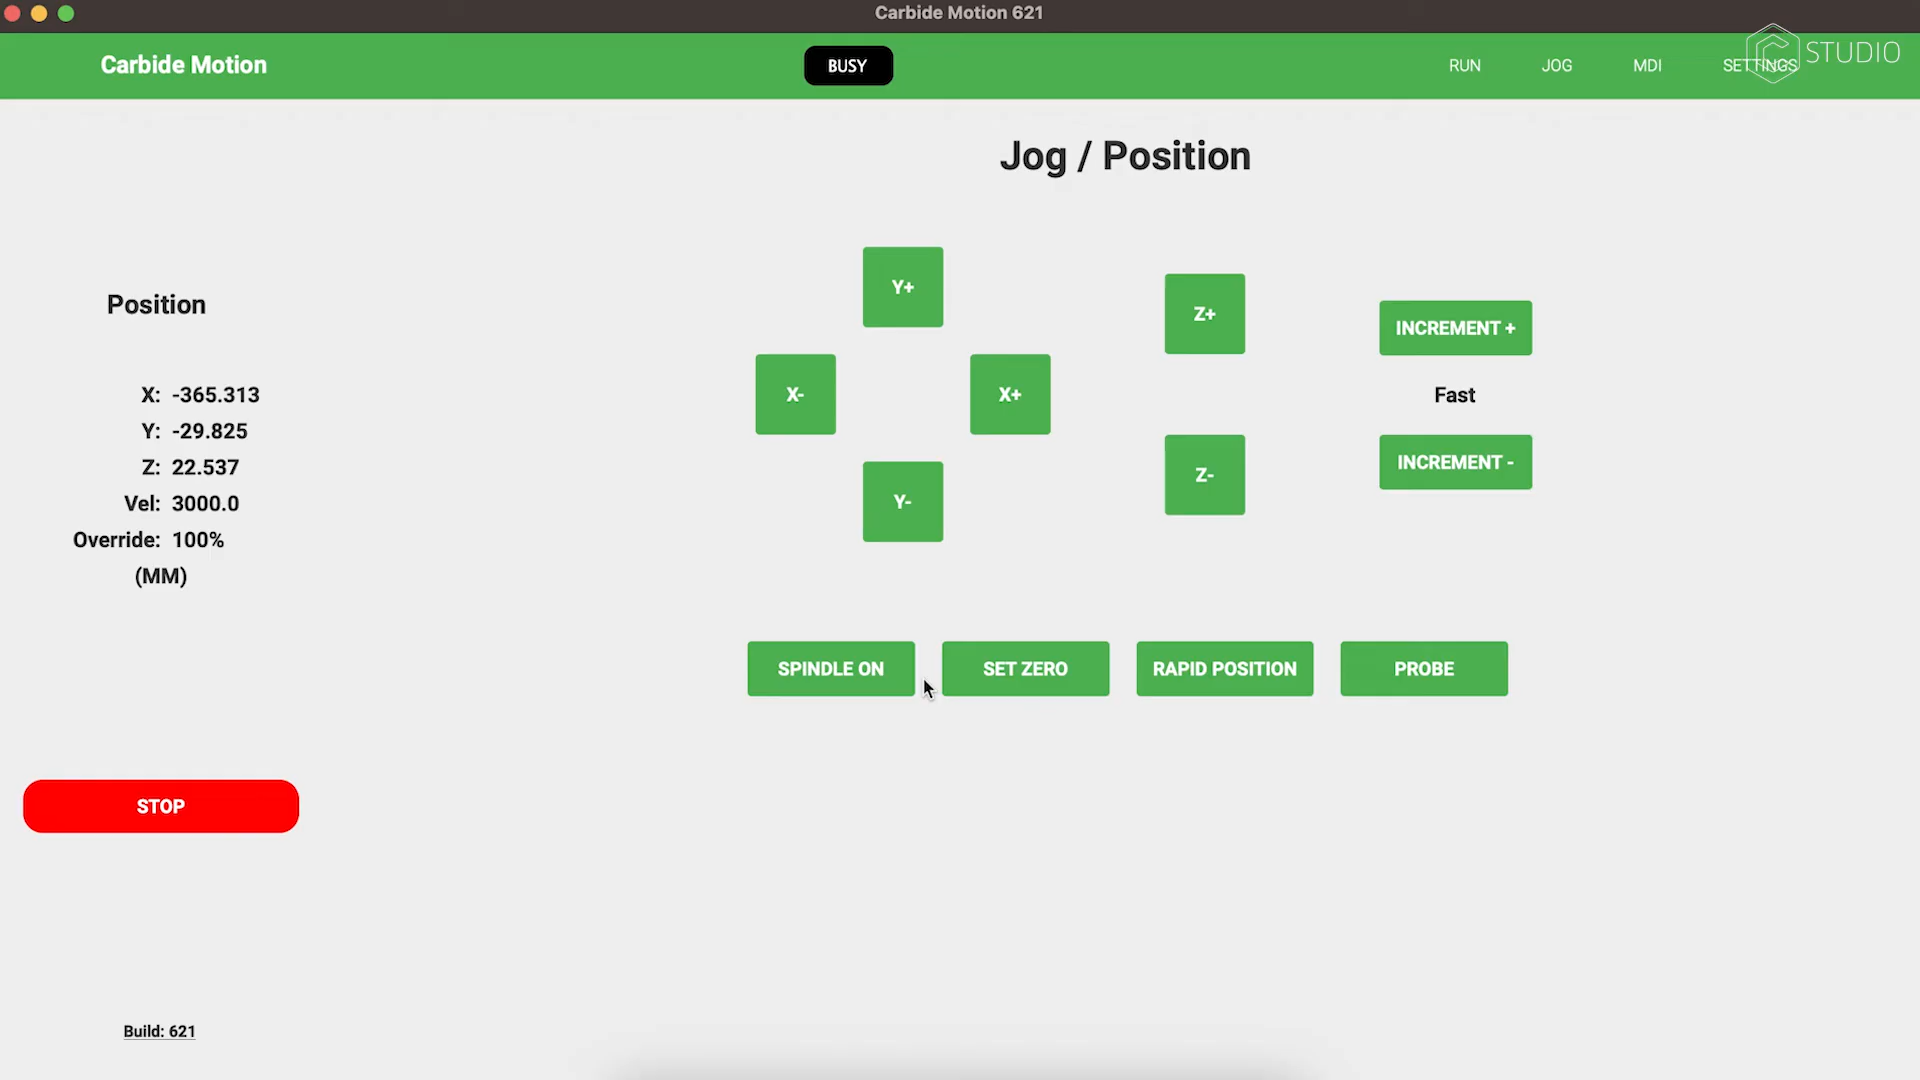 Carbide Motion 621
Carbide Motion
BUSY
RUN
JOG
MDI
SETTINGS
STUDIO
Jog / Position
Position
X: -365.313
Y: -29.825
Z: 22.537
Vel: 3000.0
Override: 100%
(MM)
Y+
X-
X+
Y-
Z+
Z-
INCREMENT +
Fast
INCREMENT -
SPINDLE ON
SET ZERO
RAPID POSITION
PROBE
STOP
Build: 621